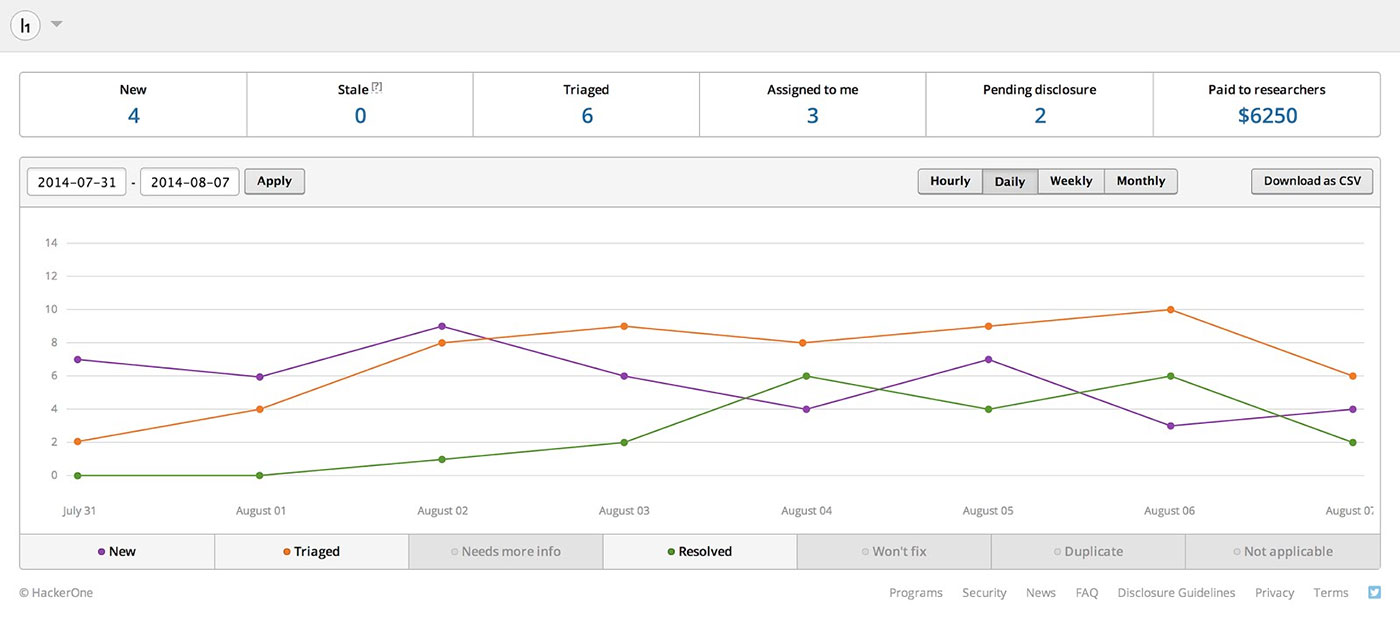 h1
New Stale [?] Triaged Assigned to me Pending disclosure Paid to researchers
4 0 6 3 2 $6250
2014-07-31 - 2014-08-07 Apply Hourly Daily Weekly Monthly Download as CSV
14
12
10
8
6
4
2
0
July 31 August 01 August 02 August 03 August 04 August 05 August 06 August 07
New Triaged Needs more info Resolved Won't fix Duplicate Not applicable
© HackerOne Programs Security News FAQ Disclosure Guidelines Privacy Terms